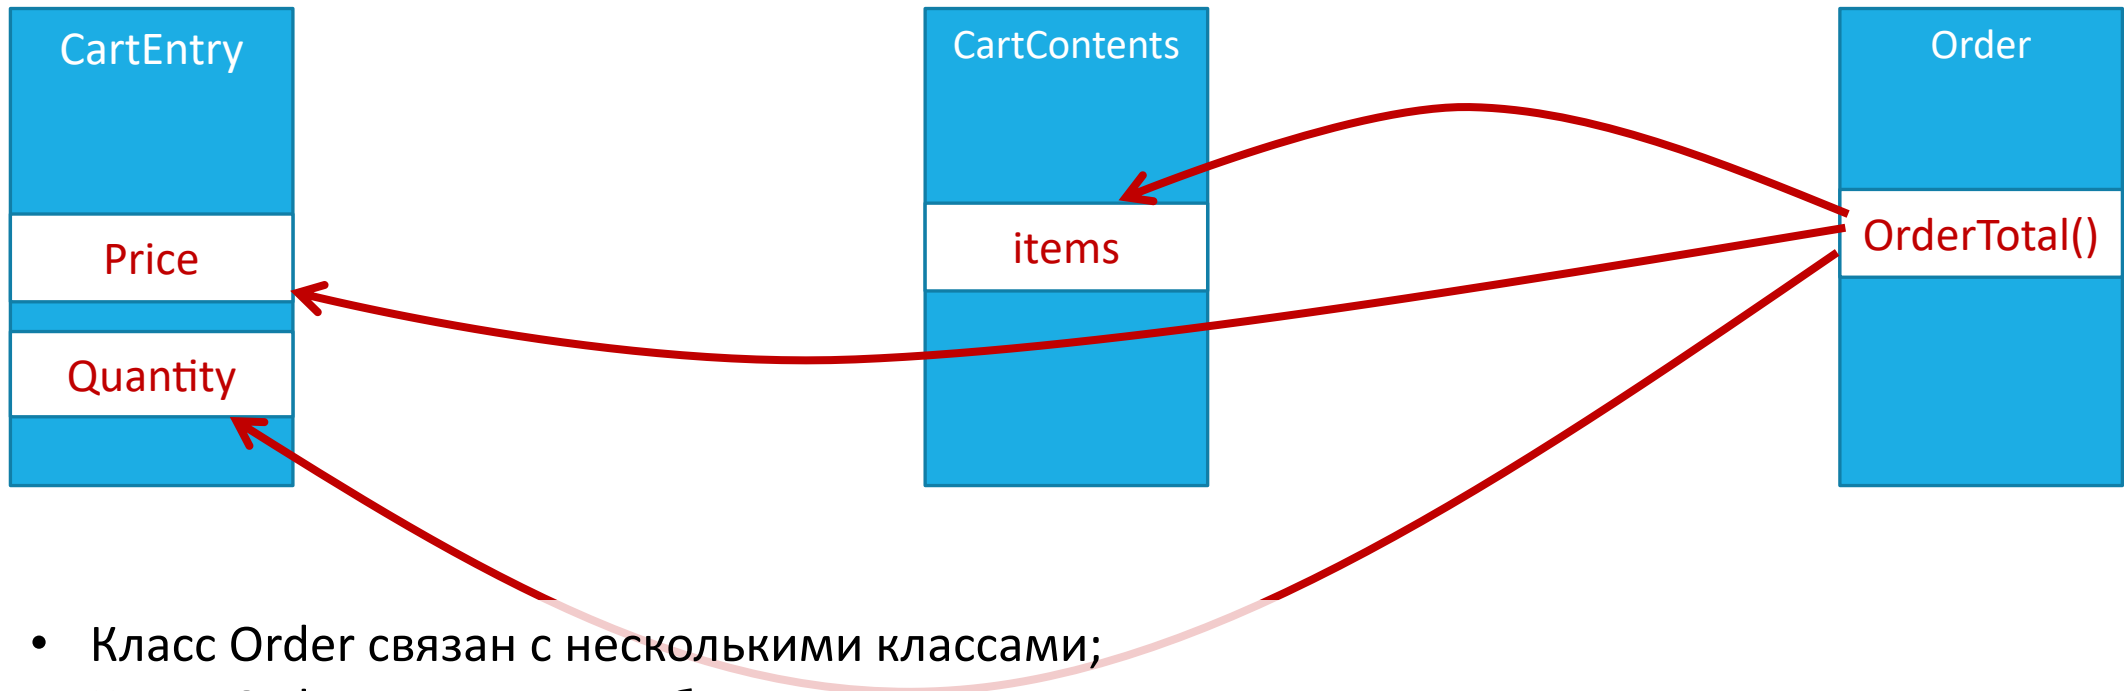 CartEntry
CartContents
Order
Price
Quantity
items
OrderTotal()
• Класс Order связан с несколькими классами;